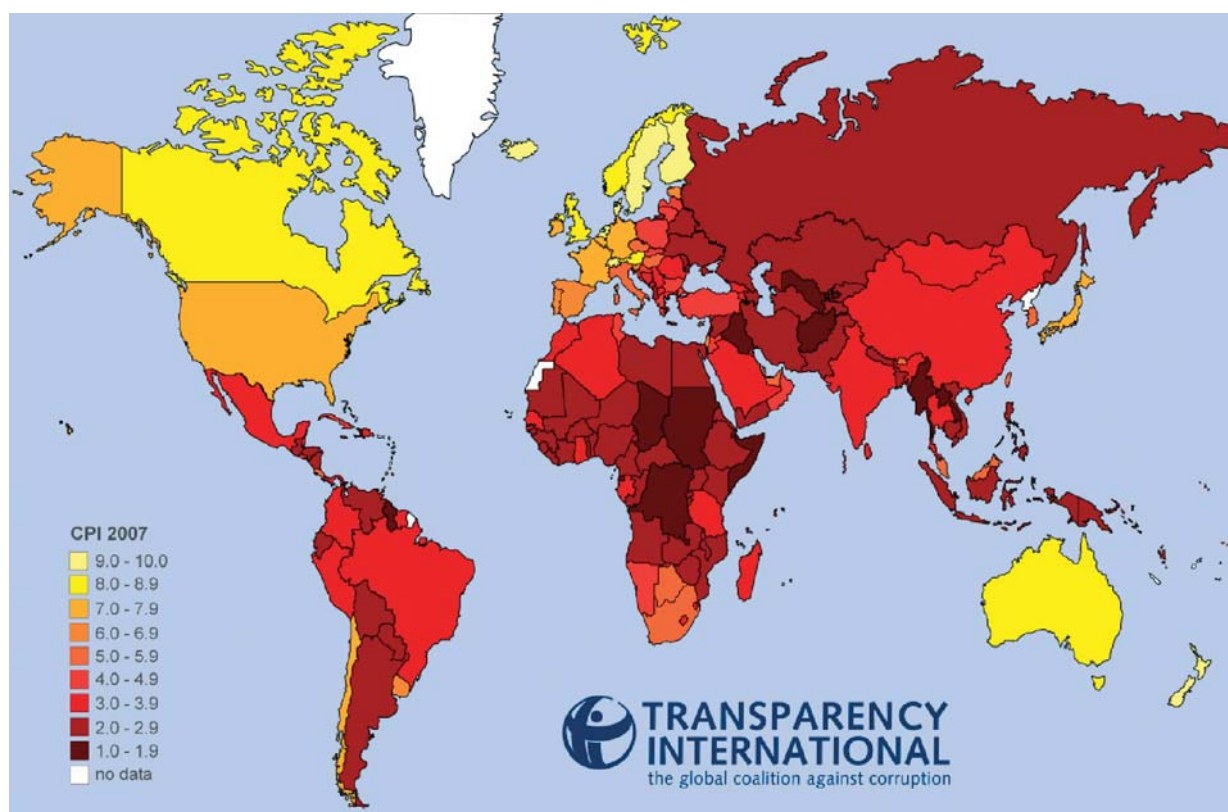 CPI 2007
9.0 - 10.0
8.0 - 8.9
7.0 - 7.9
6.0 - 6.9
5.0 - 5.9
4.0 - 4.9
3.0 - 3.9
2.0 - 2.9
1.0 - 1.9
no data
TRANSPARENCY
INTERNATIONAL
the global coalition against corruption